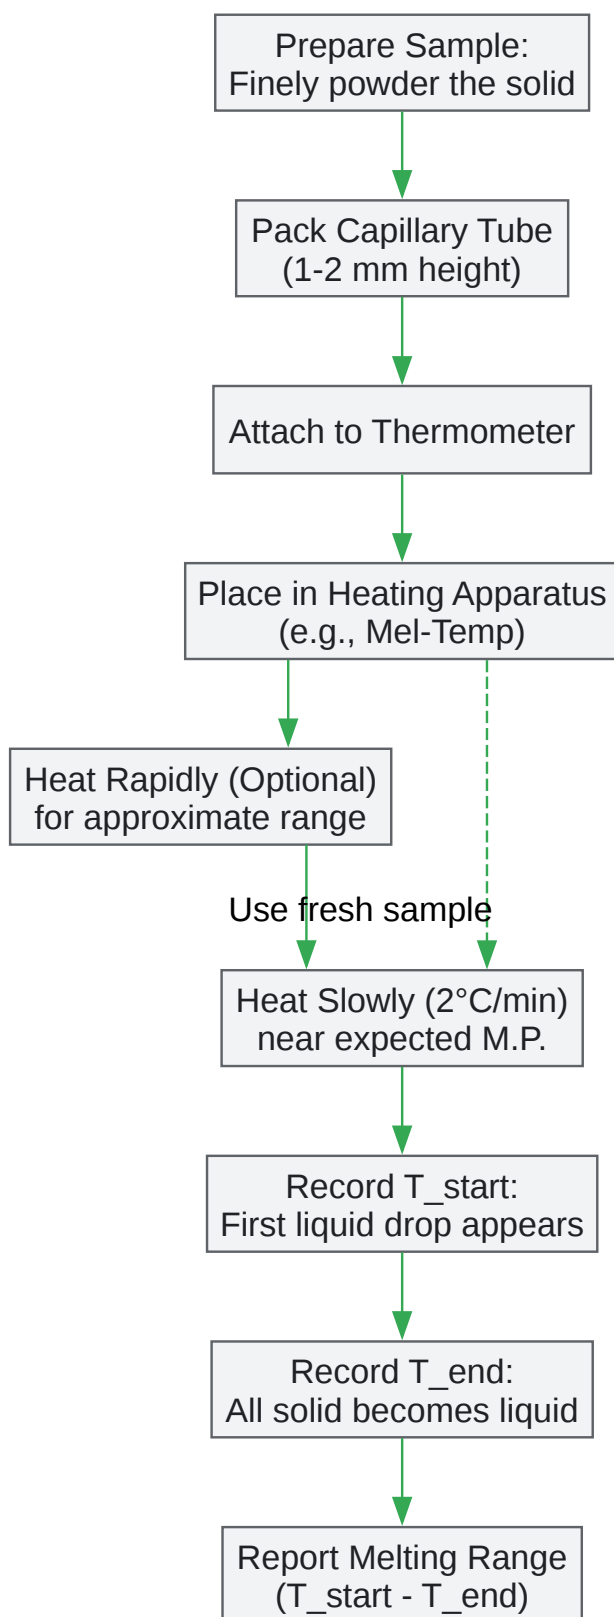 Prepare Sample:
Finely powder the solid
Pack Capillary Tube
(1-2 mm height)
Attach to Thermometer
Place in Heating Apparatus
(e.g., Mel-Temp)
Heat Rapidly (Optional)
for approximate range
Use fresh sample
Heat Slowly (2°C/min)
near expected M.P.
Record T_start:
First liquid drop appears
Record T_end:
All solid becomes liquid
Report Melting Range
(T_start - T_end)